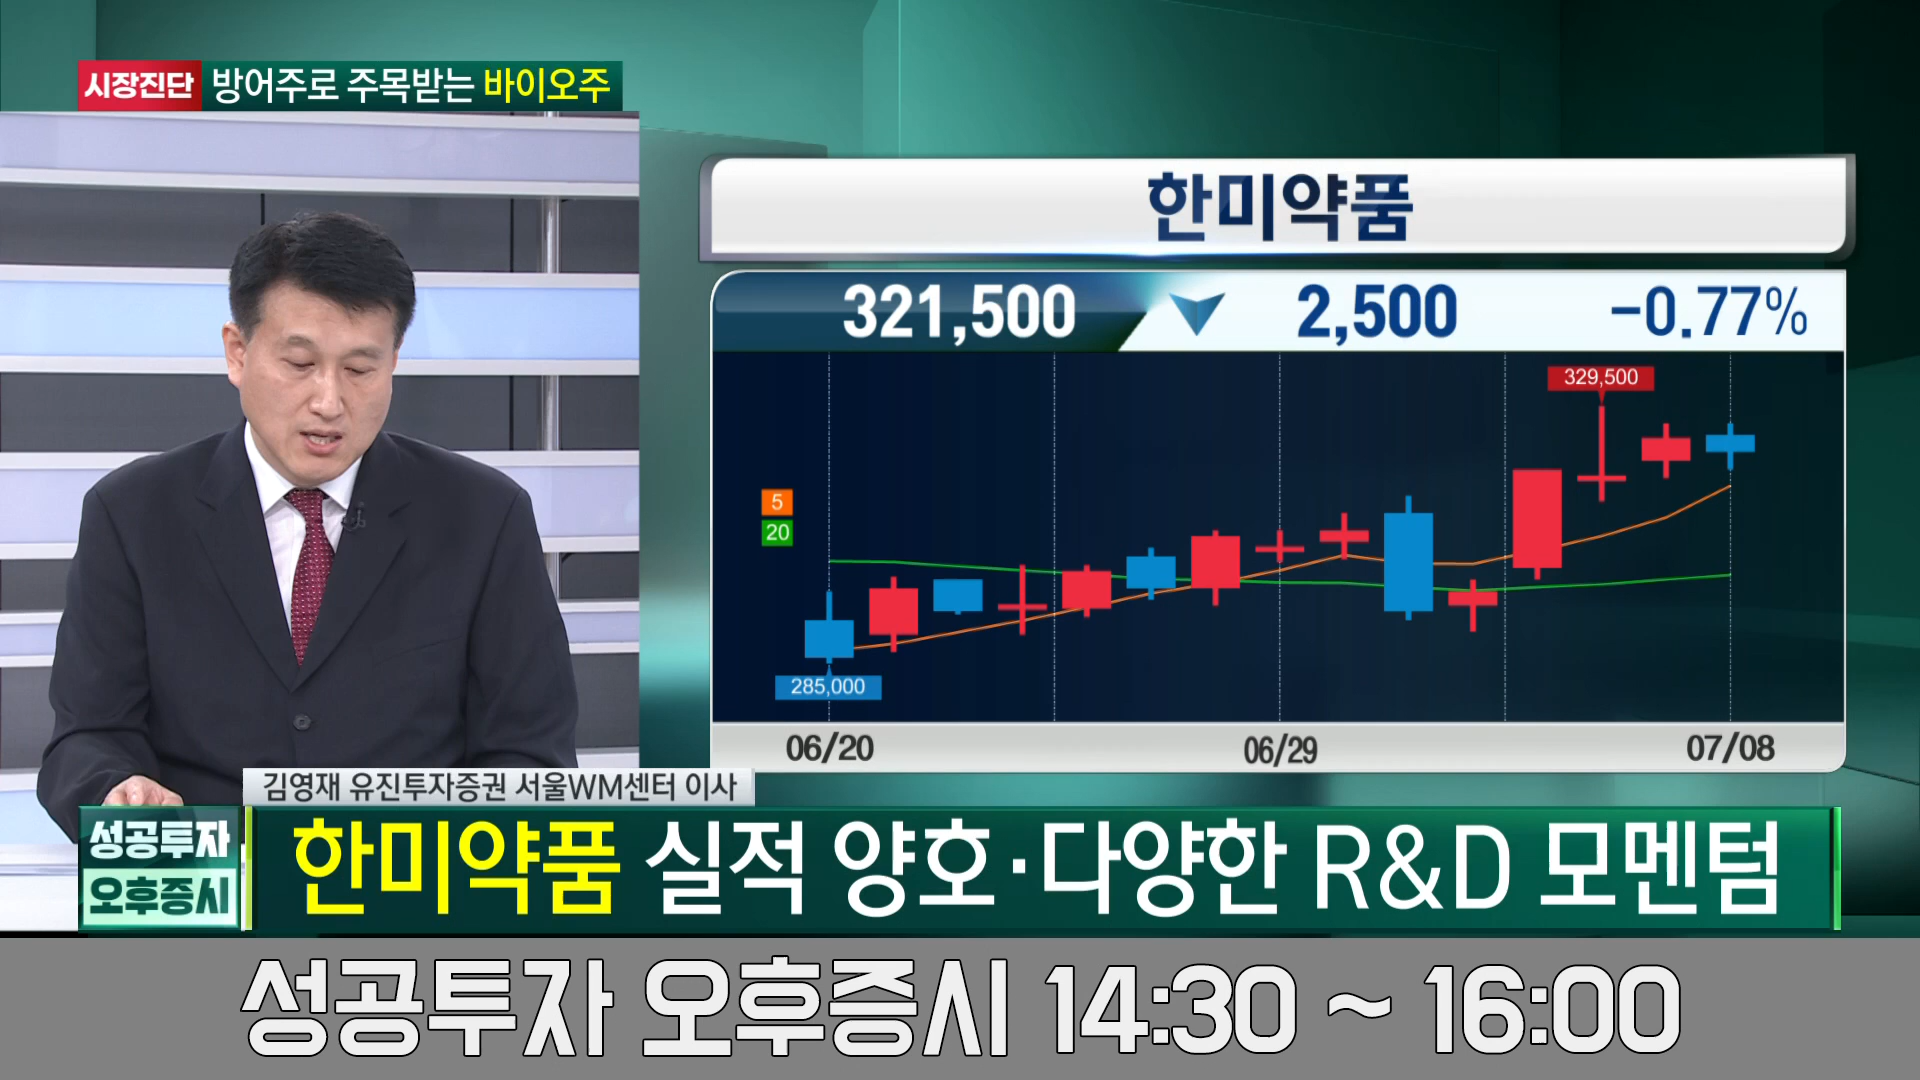 시장진단 방어주로 주목받는 바이오주
한미약품
321,500 2,500 -0.77%
329,500
5
20
285,000
06/20 06/29 07/08
김영재 유진투자증권 서울WM센터 이사
성공투자
오후증시
한미약품 실적 양호·다양한 R&D 모멘텀
성공투자 오후증시 14:30 ~ 16:00